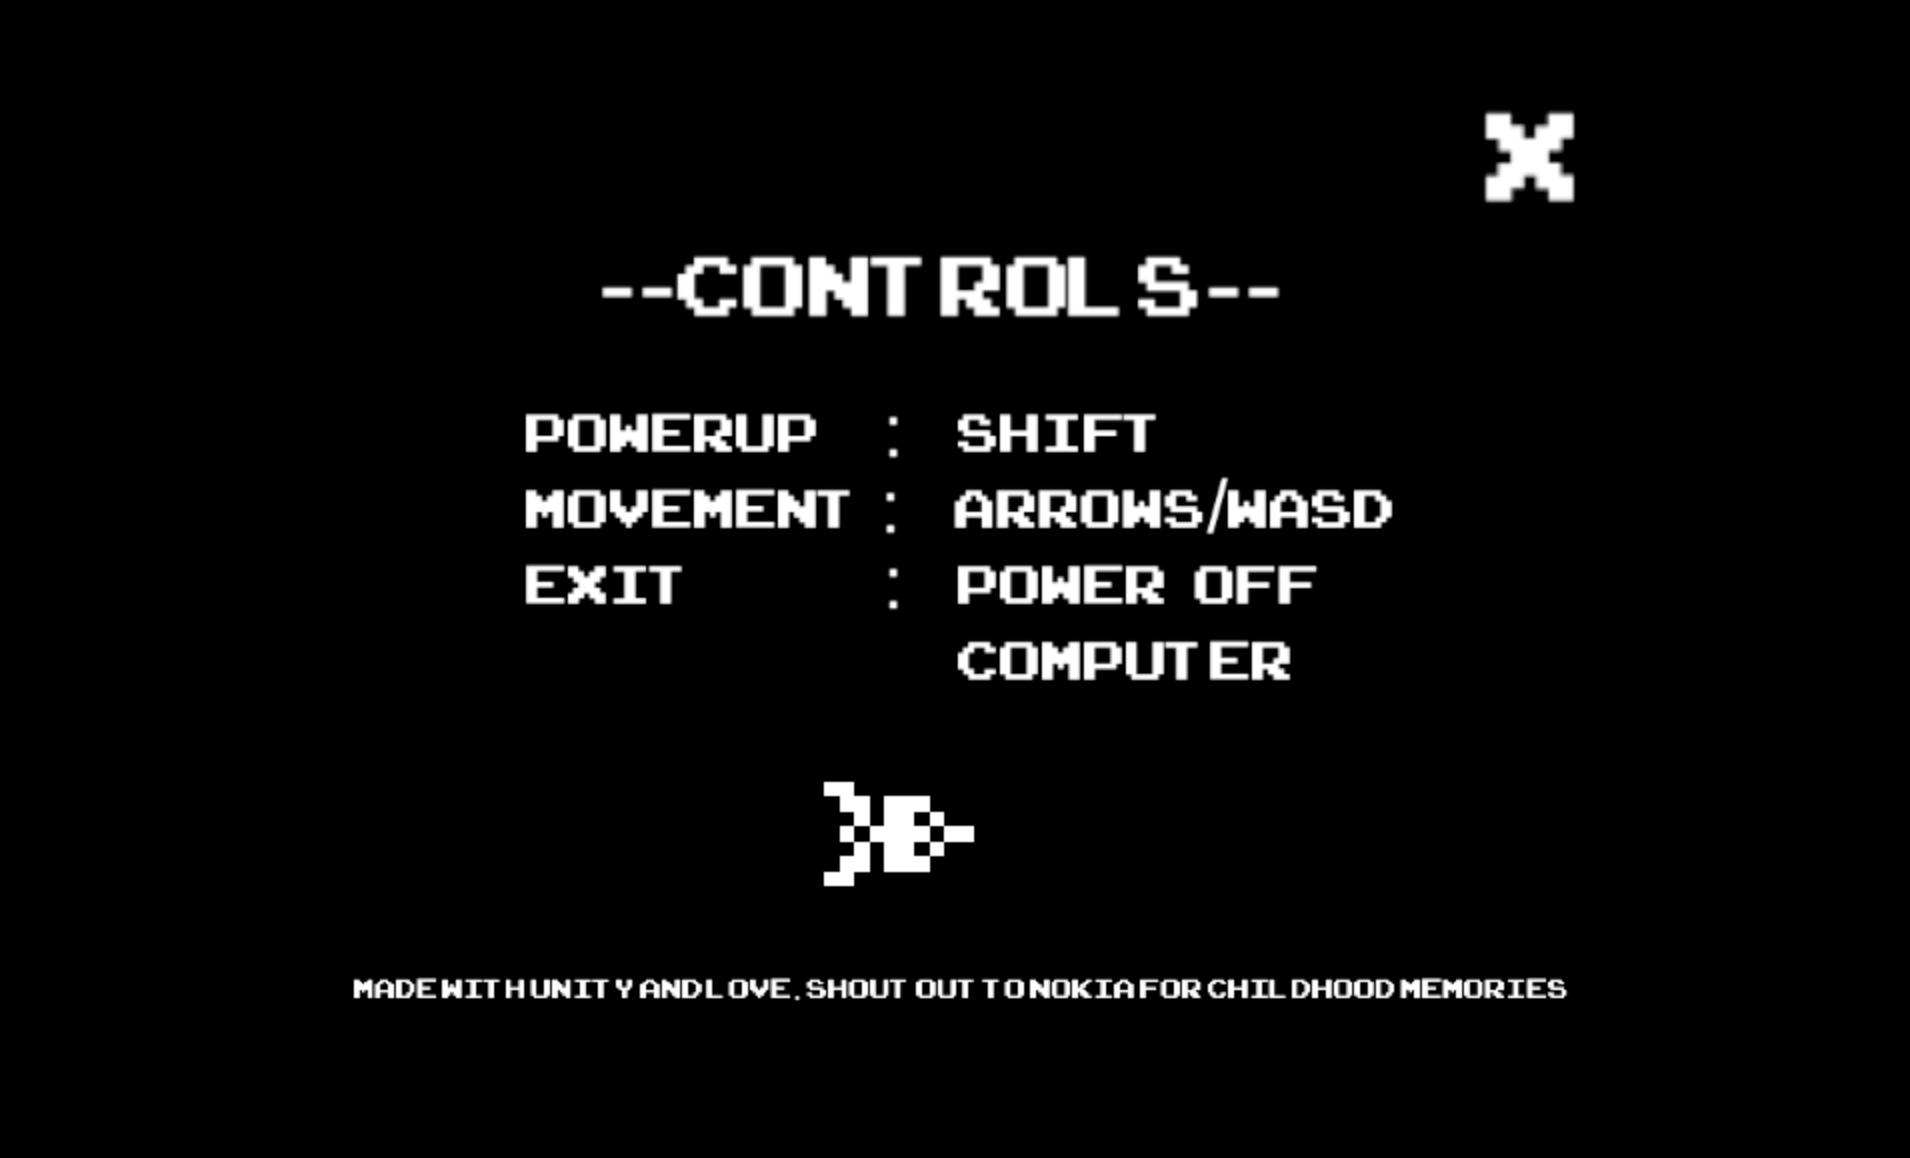 --CONTROLS--
POWERUP : SHIFT
MOVEMENT : ARROWS/WASD
EXIT : POWER OFF
COMPUTER
MADE WITH UNITY AND LOVE. SHOUT OUT TO NOKIA FOR CHILDHOOD MEMORIES